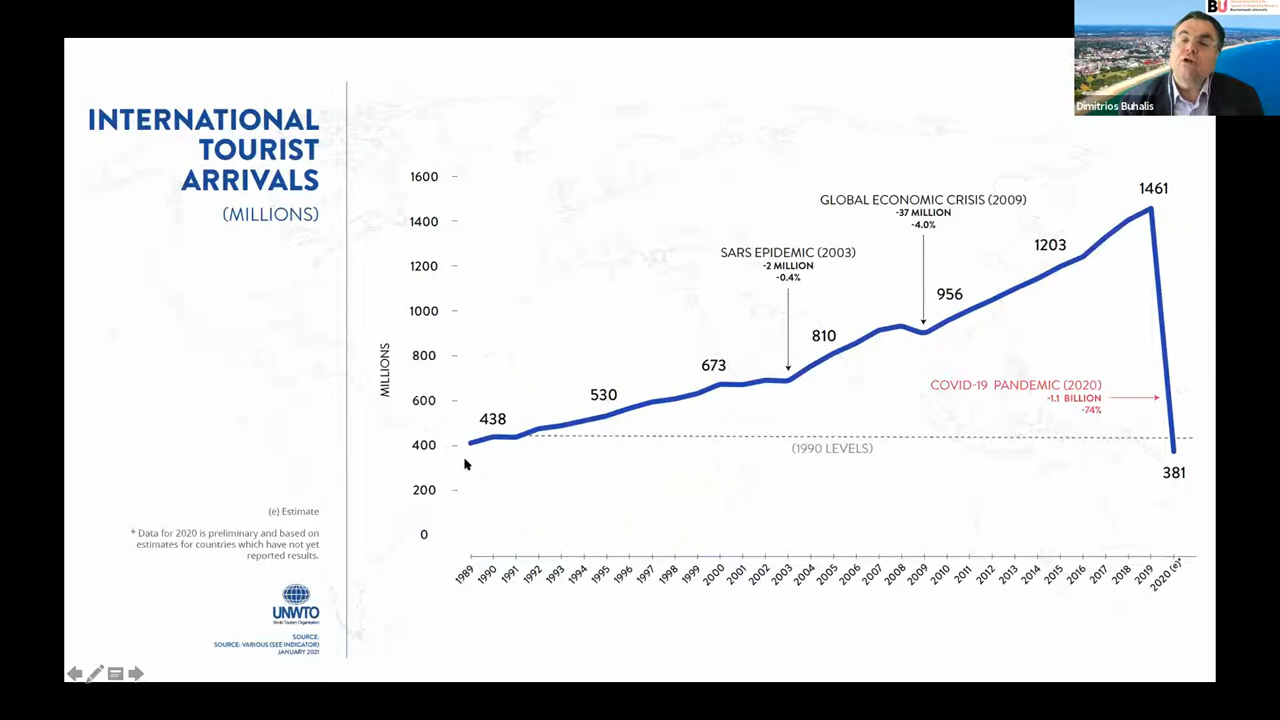 BU
Bournemouth University
Dimitrios Buhalis
INTERNATIONAL
TOURIST
ARRIVALS
(MILLIONS)
1600
1400
1200
1000
800
600
400
200
0
MILLIONS
438
530
673
SARS EPIDEMIC (2003)
-2 MILLION
-0.4%
810
GLOBAL ECONOMIC CRISIS (2009)
-37 MILLION
-4.0%
956
1203
1461
COVID-19 PANDEMIC (2020)
-1.1 BILLION
-74%
(1990 LEVELS)
381
1989
1990
1991
1992
1993
1994
1995
1996
1997
1998
1999
2000
2001
2002
2003
2004
2005
2006
2007
2008
2009
2010
2011
2012
2013
2014
2015
2016
2017
2018
2019
2020 (e)*
(e) Estimate
* Data for 2020 is preliminary and based on
estimates for countries which have not yet
reported results.
UNWTO
World Tourism Organization
SOURCE:
SOURCE: VARIOUS (SEE INDICATOR)
JANUARY 2021